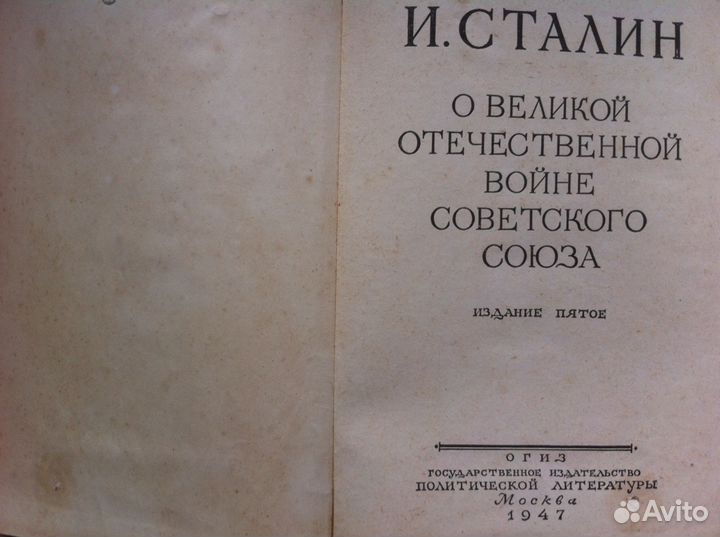 И. СТАЛИН
О ВЕЛИКОЙ
ОТЕЧЕСТВЕННОЙ
ВОЙНЕ
СОВЕТСКОГО
СОЮЗА
ИЗДАНИЕ ПЯТОЕ
ОГИЗ
ГОСУДАРСТВЕННОЕ ИЗДАТЕЛЬСТВО
ПОЛИТИЧЕСКОЙ ЛИТЕРАТУРЫ
Москва
1947
Avito